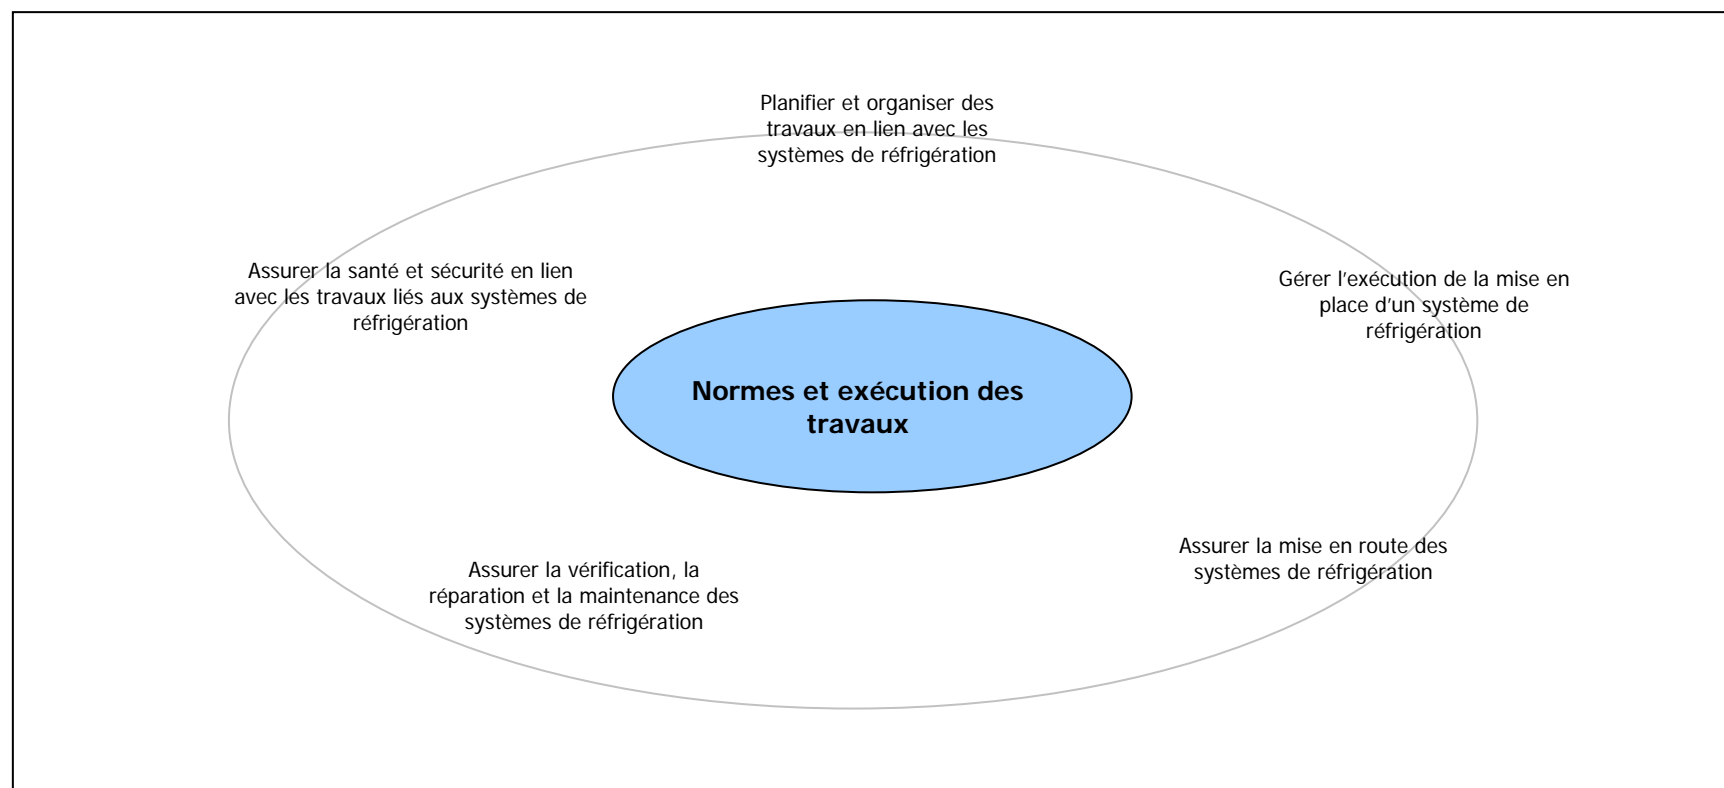 Planifier et organiser des
travaux en lien avec les
systèmes de réfrigération
Assurer la santé et sécurité en lien
avec les travaux liés aux systèmes de
réfrigération
Gérer l'exécution de la mise en
place d'un système de
réfrigération
Normes et exécution des
travaux
Assurer la mise en route des
systèmes de réfrigération
Assurer la vérification, la
réparation et la maintenance des
systèmes de réfrigération